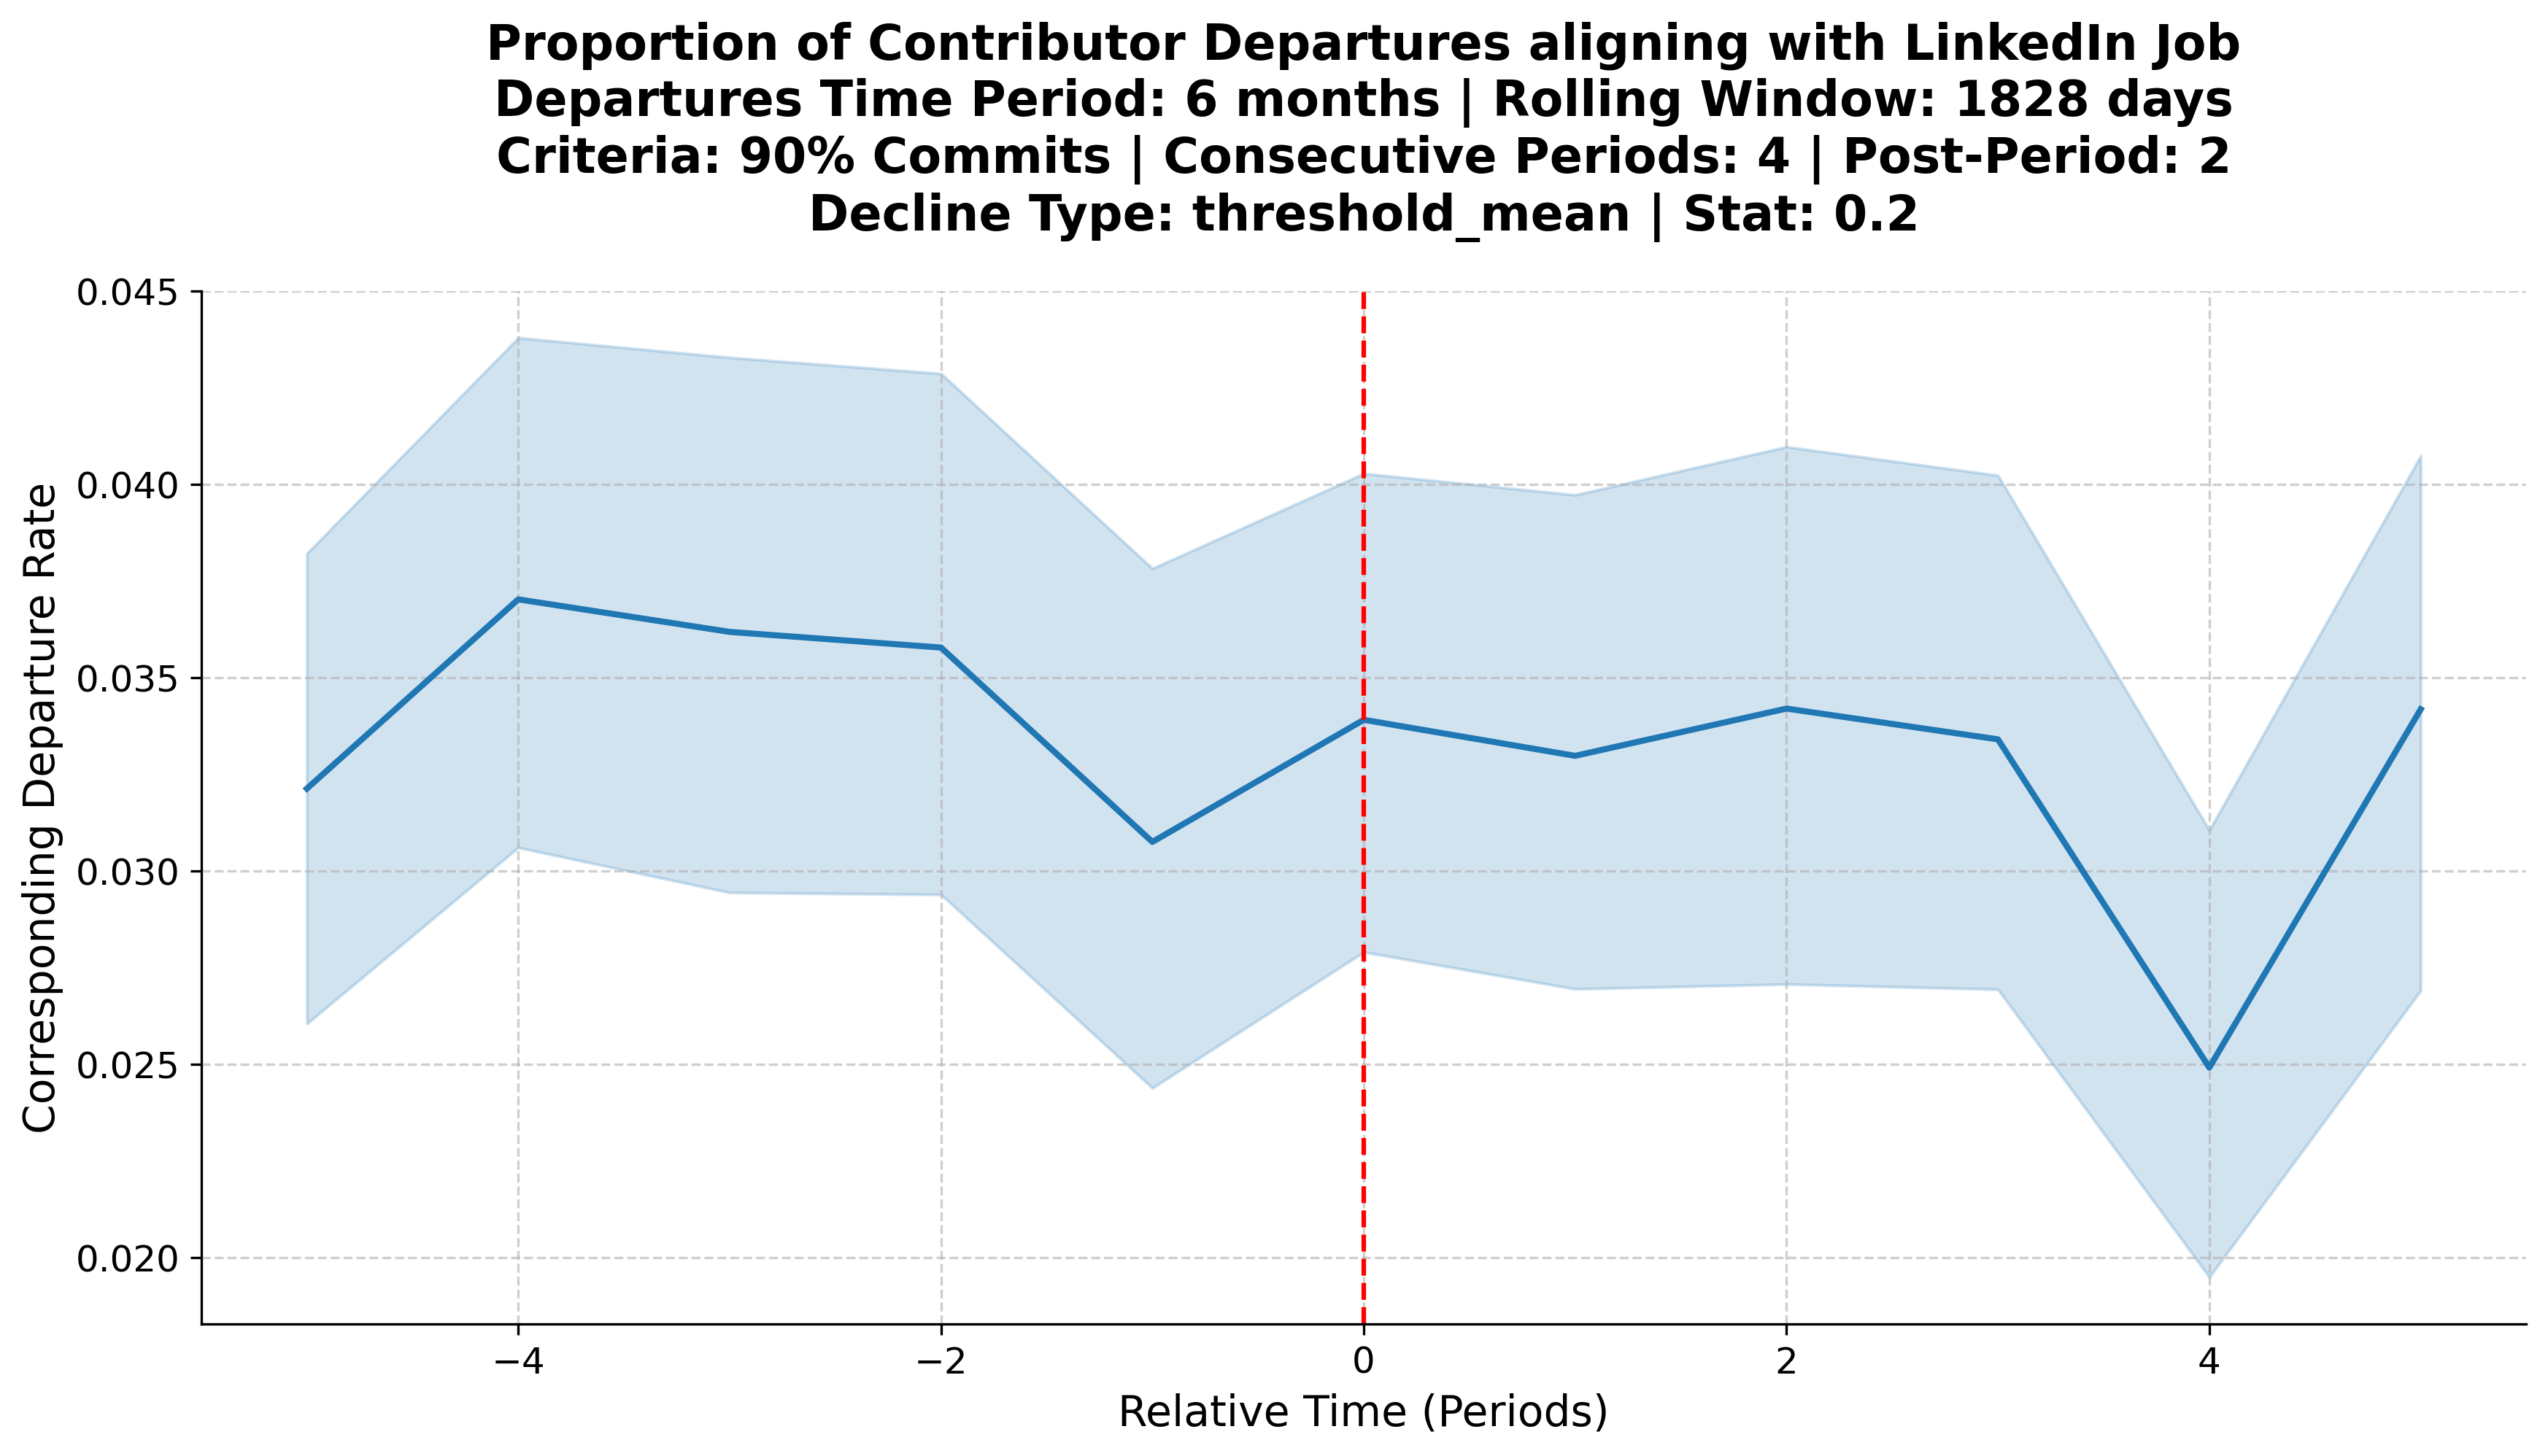 Proportion of Contributor Departures aligning with LinkedIn Job
Departures Time Period: 6 months | Rolling Window: 1828 days
Criteria: 90% Commits | Consecutive Periods: 4 | Post-Period: 2
Decline Type: threshold_mean | Stat: 0.2
Corresponding Departure Rate
0.045
0.040
0.035
0.030
0.025
0.020
−4
−2
0
2
4
Relative Time (Periods)